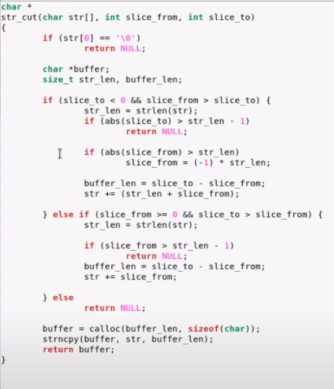 char *
str_cut(char str[], int slice_from, int slice_to)
{
if (str[0] == '\0')
return NULL;
char *buffer;
size_t str_len, buffer_len;
if (slice_to < 0 && slice_from > slice_to) {
str_len = strlen(str);
if (abs(slice_to) > str_len - 1)
return NULL;
if (abs(slice_from) > str_len)
slice_from = (-1) * str_len;
buffer_len = slice_to - slice_from;
str += (str_len + slice_from);
} else if (slice_from >= 0 && slice_to > slice_from) {
str_len = strlen(str);
if (slice_from > str_len - 1)
return NULL;
buffer_len = slice_to - slice_from;
str += slice_from;
} else
return NULL;
buffer = calloc(buffer_len, sizeof(char));
strncpy(buffer, str, buffer_len);
return buffer;
}